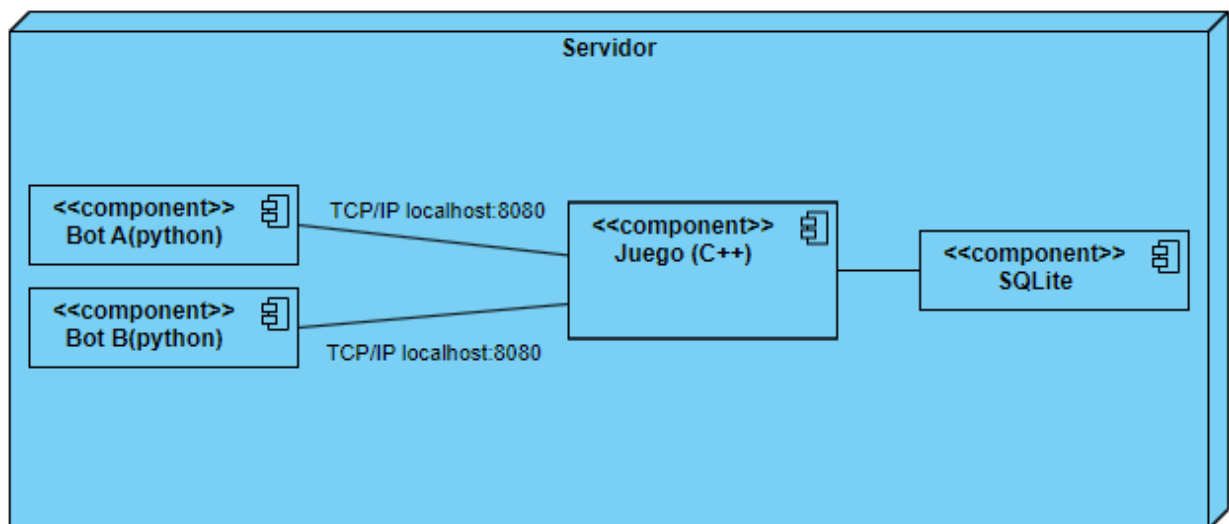 Servidor
<<component>>
Bot A(python)
TCP/IP localhost:8080
<<component>>
Juego (C++)
<<component>>
SQLite
<<component>>
Bot B(python)
TCP/IP localhost:8080